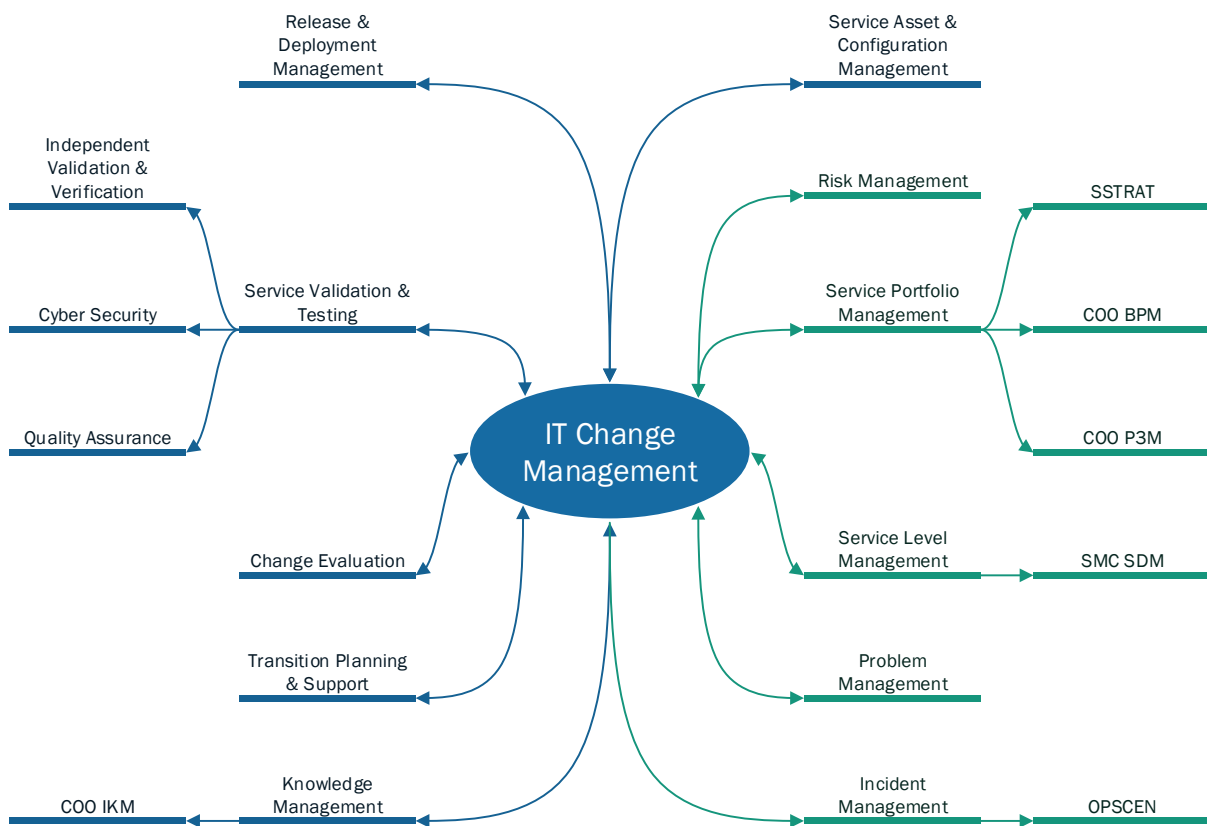 Release &
Deployment
Management
Service Asset &
Configuration
Management
Independent
Validation &
Verification
Risk Management
SSTRAT
Service Validation &
Testing
Cyber Security
Service Portfolio
Management
COO BPM
Quality Assurance
IT Change
Management
COO P3M
Change Evaluation
Service Level
Management
SMC SDM
Transition Planning
& Support
Problem
Management
COO IKM
Knowledge
Management
Incident
Management
OPSCEN